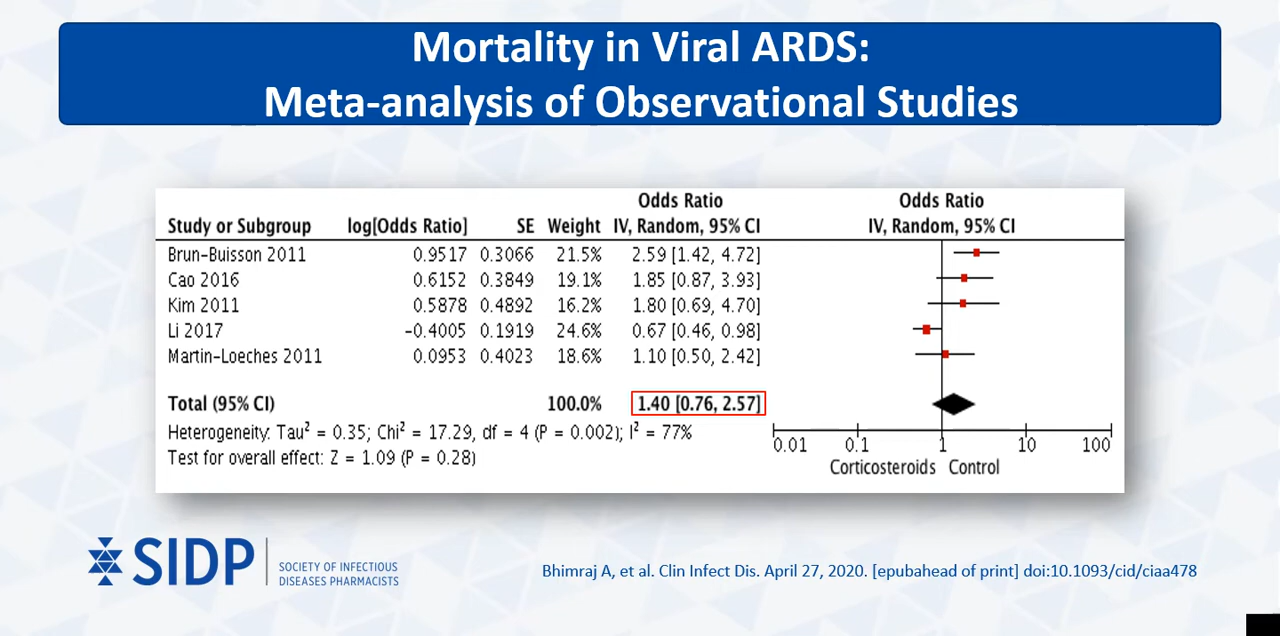 Mortality in Viral ARDS:
Meta-analysis of Observational Studies
Odds Ratio Odds Ratio
Study or Subgroup log[Odds Ratio] SE Weight IV, Random, 95% CI IV, Random, 95% CI
Brun-Buisson 2011 0.9517 0.3066 21.5% 2.59 [1.42, 4.72]
Cao 2016 0.6152 0.3849 19.1% 1.85 [0.87, 3.93]
Kim 2011 0.5878 0.4892 16.2% 1.80 [0.69, 4.70]
Li 2017 -0.4005 0.1919 24.6% 0.67 [0.46, 0.98]
Martin-Loeches 2011 0.0953 0.4023 18.6% 1.10 [0.50, 2.42]
Total (95% CI) 100.0% 1.40 [0.76, 2.57]
Heterogeneity: Tau² = 0.35; Chi² = 17.29, df = 4 (P = 0.002); I² = 77%
Test for overall effect: Z = 1.09 (P = 0.28)
0.01 0.1 1 10 100
Corticosteroids Control
SIDP
SOCIETY OF INFECTIOUS
DISEASES PHARMACISTS
Bhimraj A, et al. Clin Infect Dis. April 27, 2020. [epubahead of print] doi:10.1093/cid/ciaa478